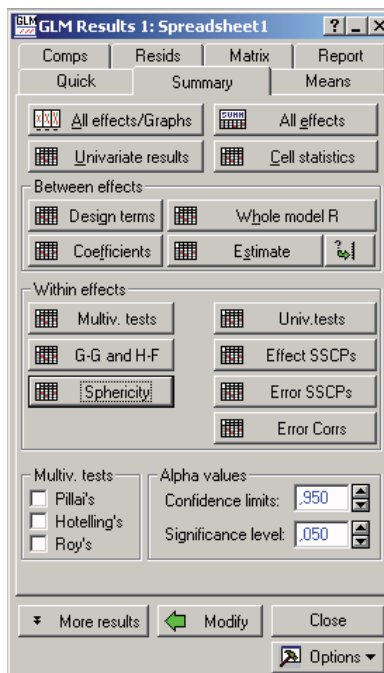 GLM Results 1: Spreadsheet1
Comps Resids Matrix Report
Quick Summary Means
All effects/Graphs All effects
Univariate results Cell statistics
Between effects
Design terms Whole model R
Coefficients Estimate
Within effects
Multiv. tests Univ.tests
G-G and H-F Effect SSCPs
Sphericity Error SSCPs
Error Corrs
Multiv. tests Alpha values
Pillai's Confidence limits: ,950
Hotelling's
Roy's Significance level: ,050
More results Modify Close
Options